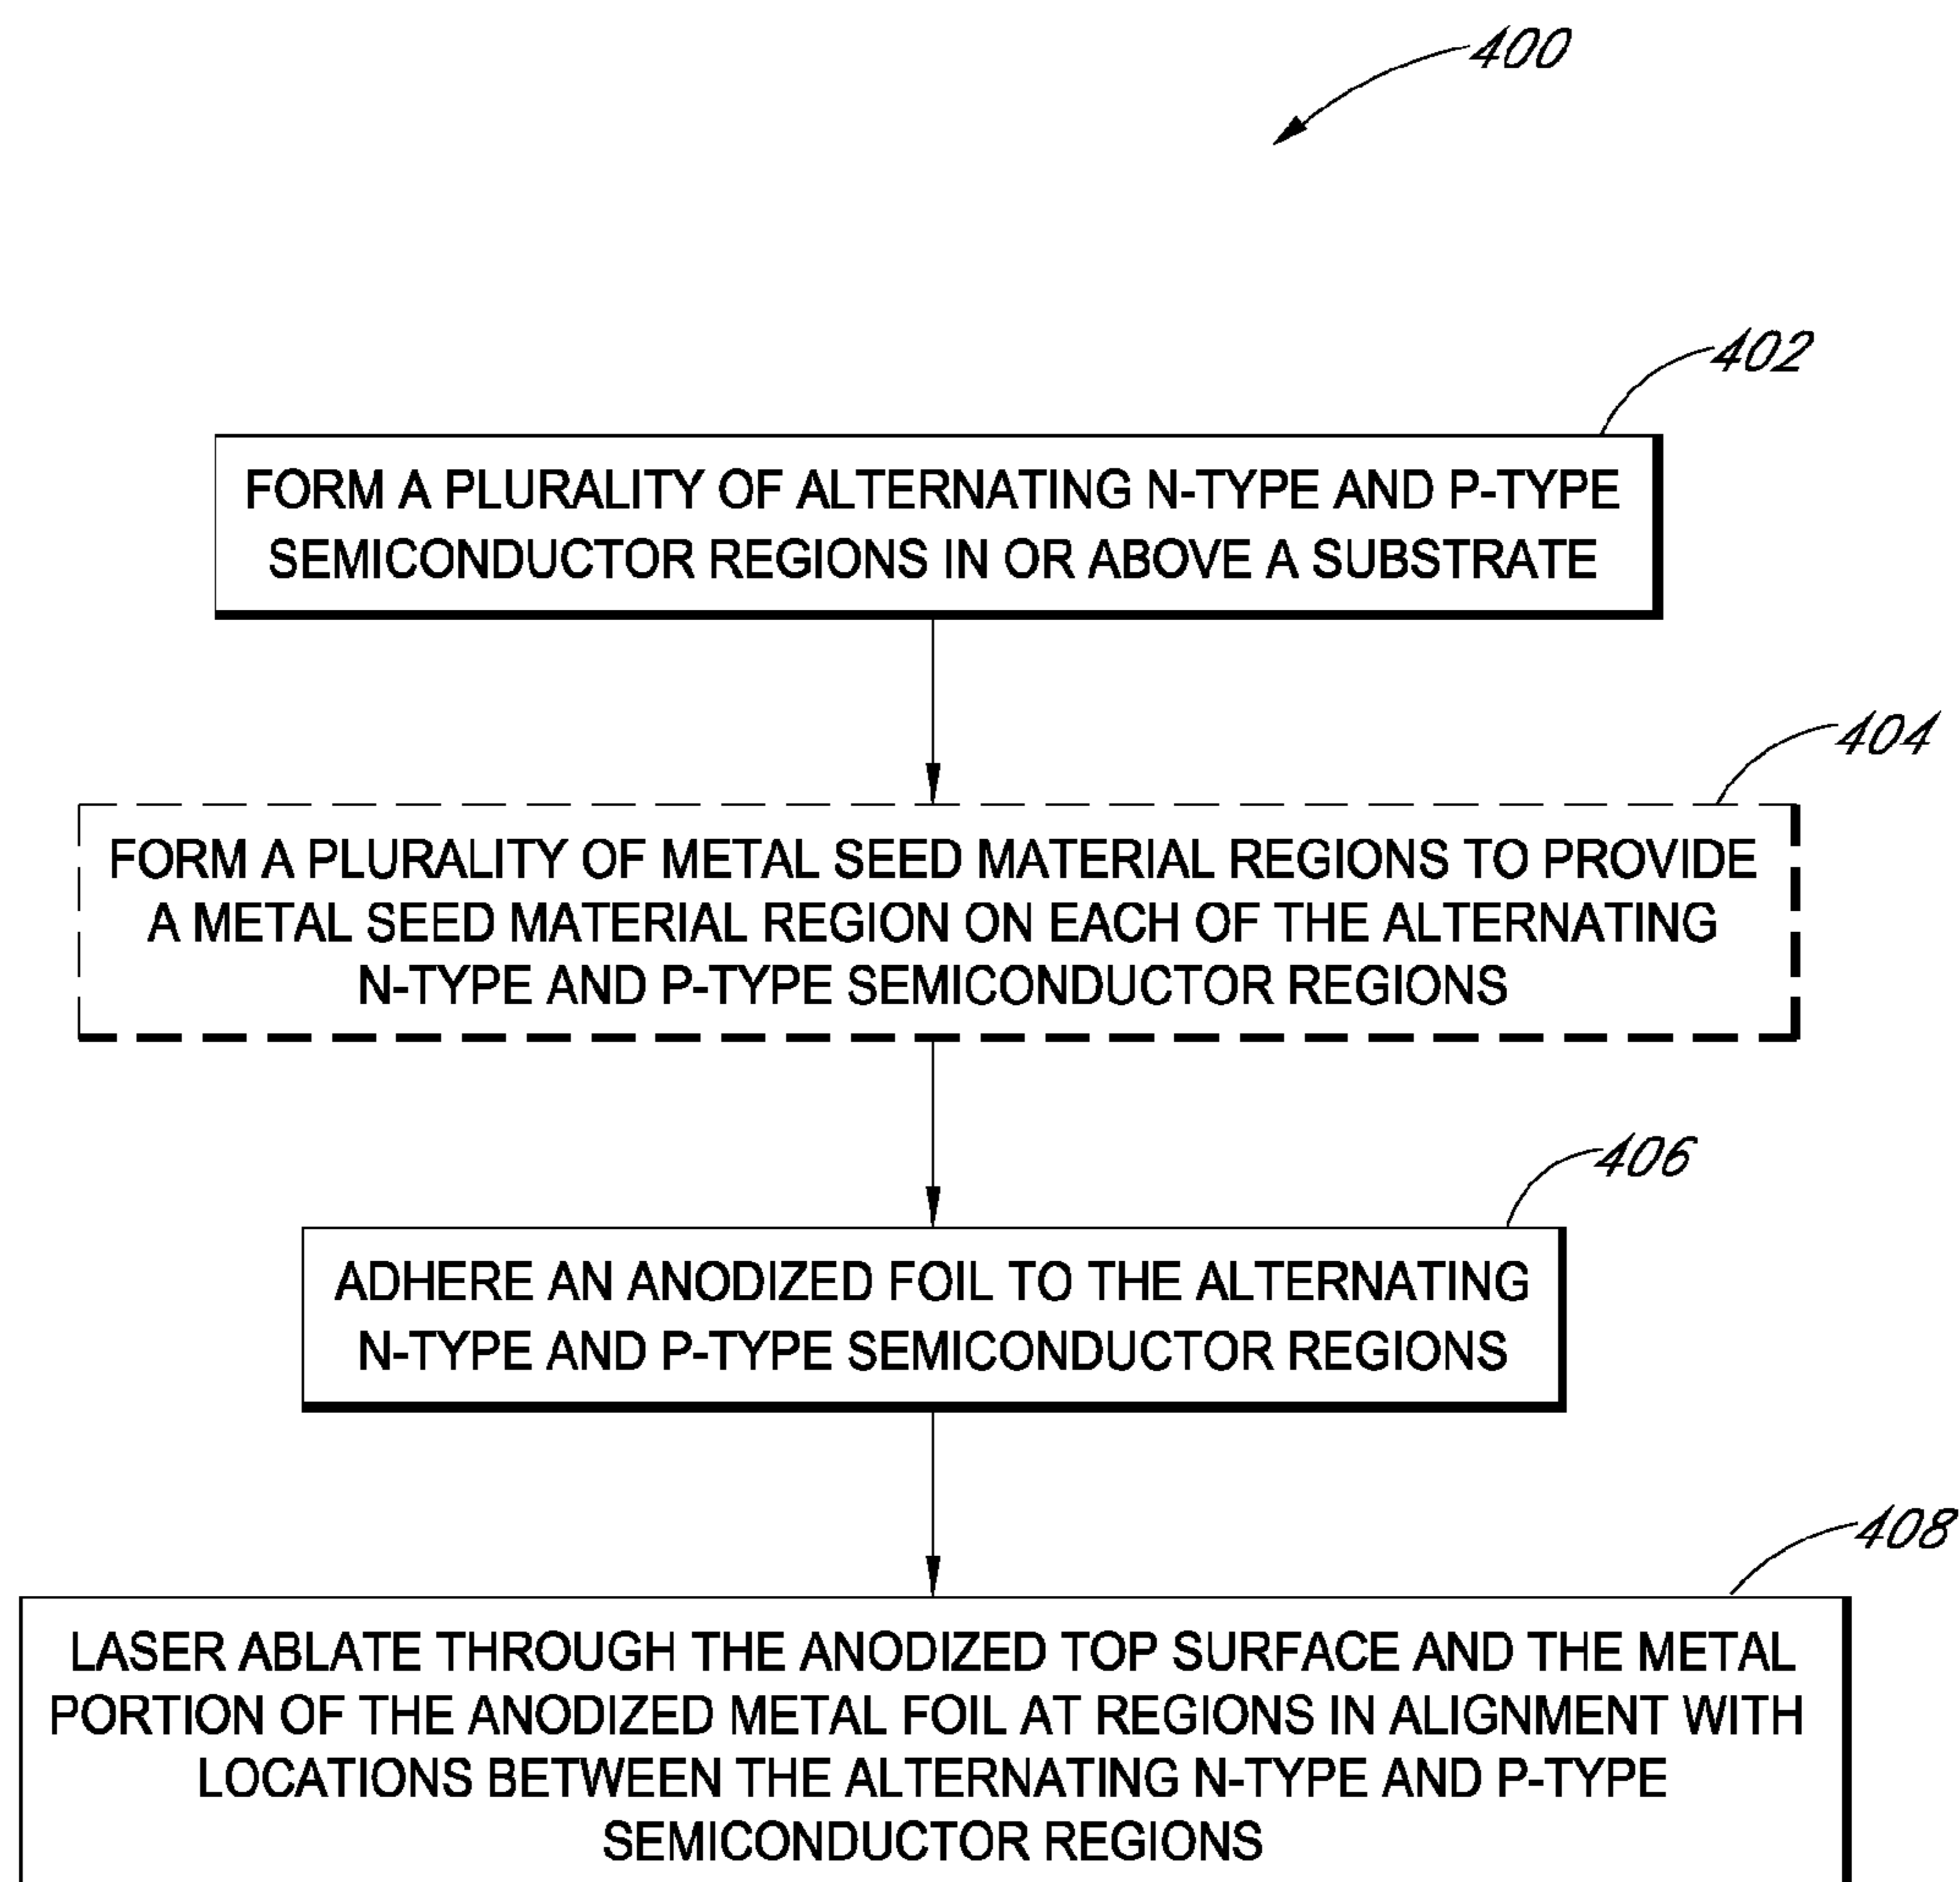 400
402
FORM A PLURALITY OF ALTERNATING N-TYPE AND P-TYPE
SEMICONDUCTOR REGIONS IN OR ABOVE A SUBSTRATE
404
FORM A PLURALITY OF METAL SEED MATERIAL REGIONS TO PROVIDE
A METAL SEED MATERIAL REGION ON EACH OF THE ALTERNATING
N-TYPE AND P-TYPE SEMICONDUCTOR REGIONS
406
ADHERE AN ANODIZED FOIL TO THE ALTERNATING
N-TYPE AND P-TYPE SEMICONDUCTOR REGIONS
408
LASER ABLATE THROUGH THE ANODIZED TOP SURFACE AND THE METAL
PORTION OF THE ANODIZED METAL FOIL AT REGIONS IN ALIGNMENT WITH
LOCATIONS BETWEEN THE ALTERNATING N-TYPE AND P-TYPE
SEMICONDUCTOR REGIONS